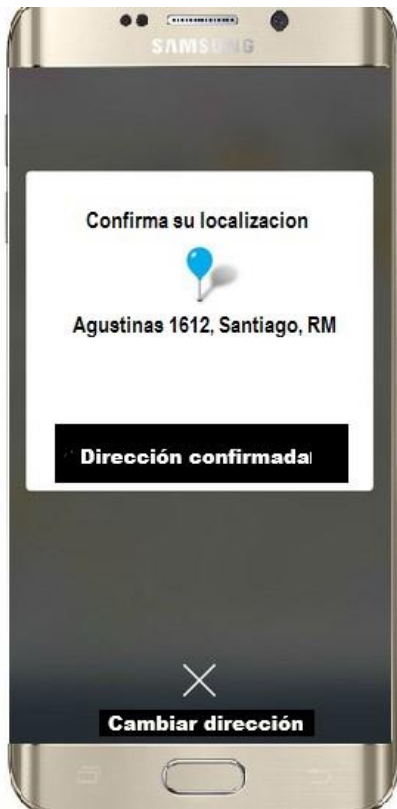 SAMSUNG
Confirma su localizacion
Agustinas 1612, Santiago, RM
Dirección confirmada
Cambiar dirección